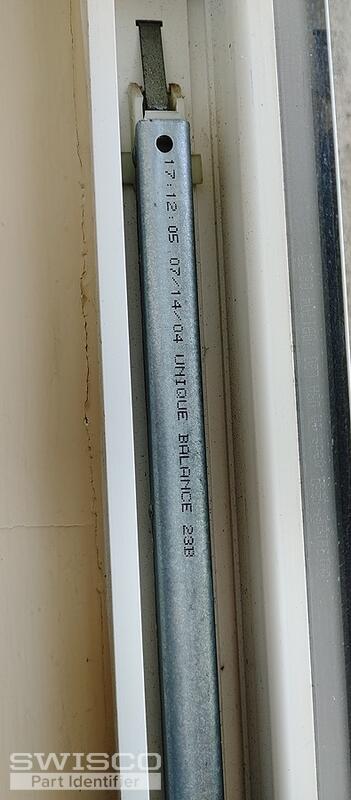 17:12:05 07/14/04 UNIQUE BALANCE 23B
SWISCO
Part Identifier